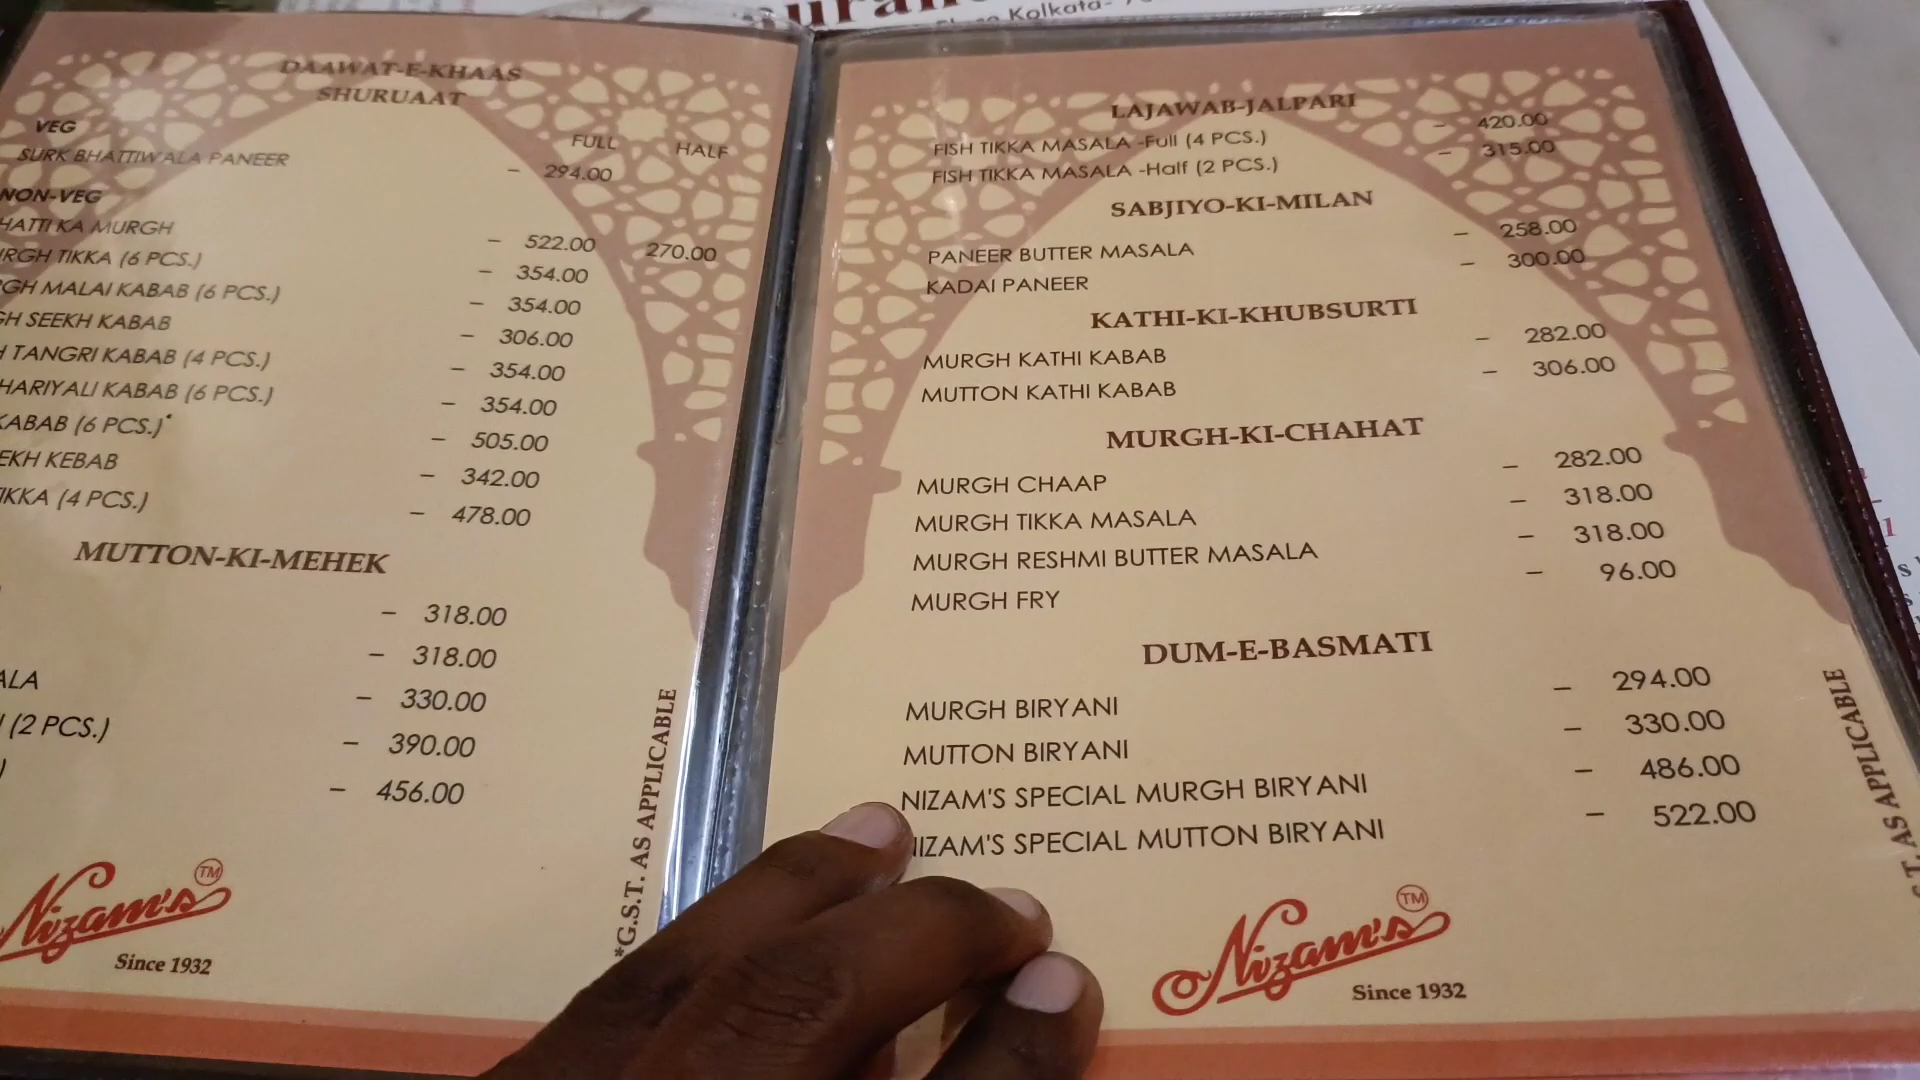 Kolkata-
DAAWAT-E-KHAAS
SHURUAAT
VEG FULL HALF
SURK BHATTIWALA PANEER – 294.00
NON-VEG
HATTI KA MURGH – 522.00 270.00
RGH TIKKA (6 PCS.) – 354.00
GH MALAI KABAB (6 PCS.) – 354.00
GH SEEKH KABAB – 306.00
H TANGRI KABAB (4 PCS.) – 354.00
HARIYALI KABAB (6 PCS.) – 354.00
KABAB (6 PCS.)* – 505.00
EKH KEBAB – 342.00
IKKA (4 PCS.) – 478.00
MUTTON-KI-MEHEK
– 318.00
– 318.00
ALA – 330.00
(2 PCS.) – 390.00
) – 456.00
*G.S.T. AS APPLICABLE
Nizam's TM
Since 1932
LAJAWAB-JALPARI
FISH TIKKA MASALA -Full (4 PCS.) – 420.00
FISH TIKKA MASALA -Half (2 PCS.) – 315.00
SABJIYO-KI-MILAN
PANEER BUTTER MASALA – 258.00
KADAI PANEER – 300.00
KATHI-KI-KHUBSURTI
MURGH KATHI KABAB – 282.00
MUTTON KATHI KABAB – 306.00
MURGH-KI-CHAHAT
MURGH CHAAP – 282.00
MURGH TIKKA MASALA – 318.00
MURGH RESHMI BUTTER MASALA – 318.00
MURGH FRY – 96.00
DUM-E-BASMATI
MURGH BIRYANI – 294.00
MUTTON BIRYANI – 330.00
NIZAM'S SPECIAL MURGH BIRYANI – 486.00
NIZAM'S SPECIAL MUTTON BIRYANI – 522.00
S.T. AS APPLICABLE
Nizam's TM
Since 1932